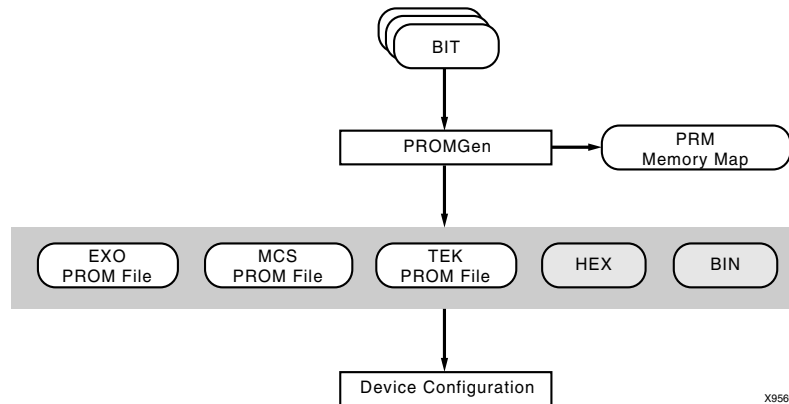 BIT
PROMGen
PRM
Memory Map
EXO
PROM File
MCS
PROM File
TEK
PROM File
HEX
BIN
Device Configuration
X956